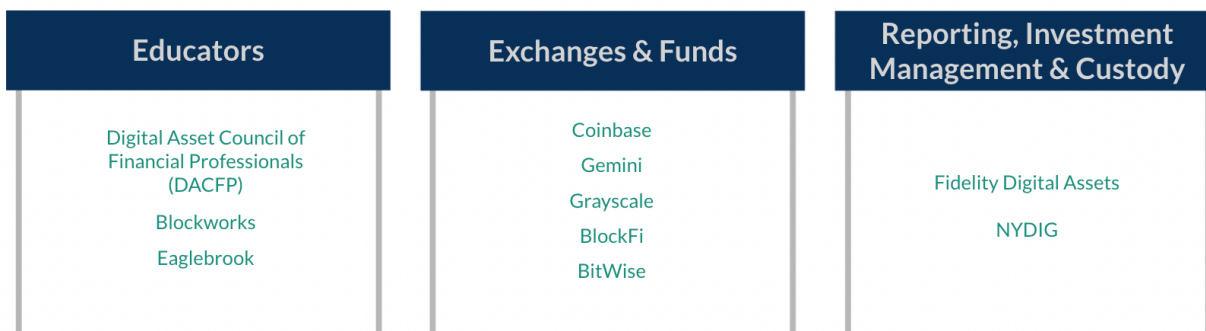 Educators
Digital Asset Council of
Financial Professionals
(DACFP)
Blockworks
Eaglebrook
Exchanges & Funds
Coinbase
Gemini
Grayscale
BlockFi
BitWise
Reporting, Investment
Management & Custody
Fidelity Digital Assets
NYDIG